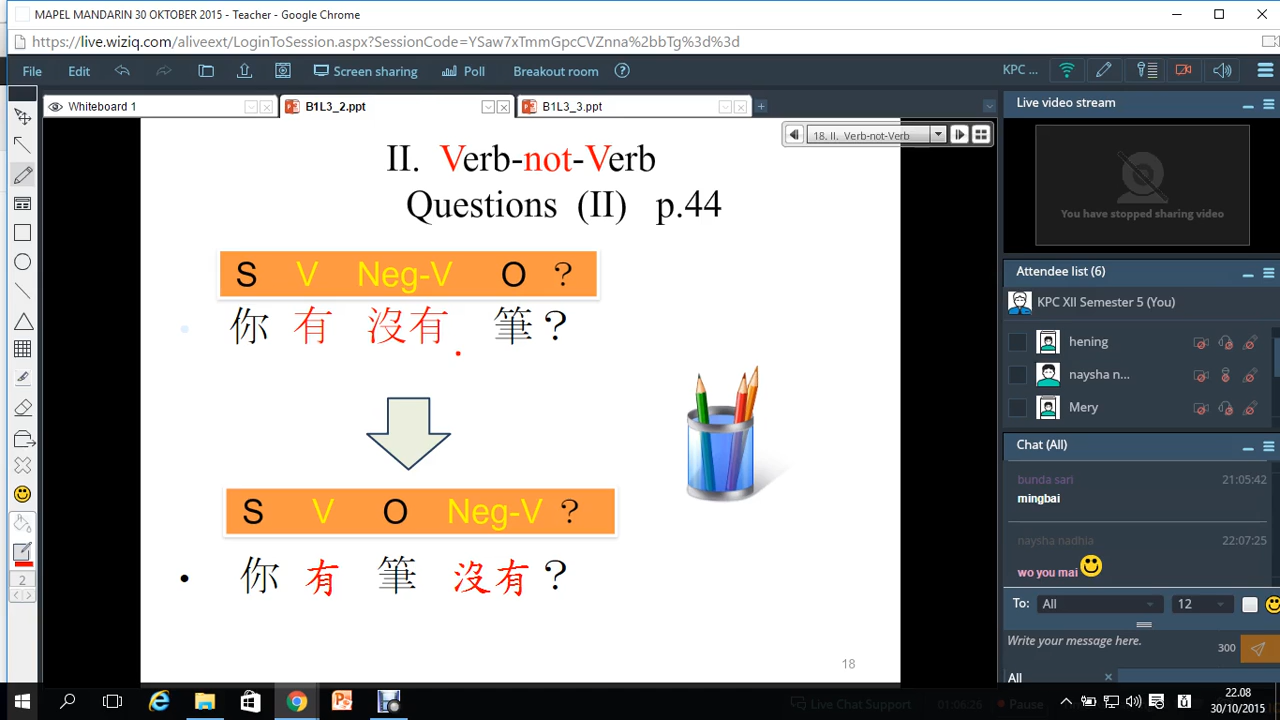 MAPEL MANDARIN 30 OKTOBER 2015 - Teacher - Google Chrome
https://live.wiziq.com/aliveext/LoginToSession.aspx?SessionCode=YSaw7xTmmGpcCVZnna%2bbTg%3d%3d
File Edit Screen sharing Poll Breakout room KPC ...
Whiteboard 1 B1L3_2.ppt B1L3_3.ppt
18. II. Verb-not-Verb
II. Verb-not-Verb
Questions (II) p.44
S V Neg-V O ?
你 有 沒有 筆?
S V O Neg-V ?
• 你 有 筆 沒有?
18
Live video stream
You have stopped sharing video
Attendee list (6)
KPC XII Semester 5 (You)
hening
naysha n...
Mery
Chat (All)
bunda sari 21:05:42
mingbai
naysha nadhia 22:07:25
wo you mai
To: All 12
Write your message here. 300
All
2
Live Chat Support 01:06:26 Pause
22.08
30/10/2015